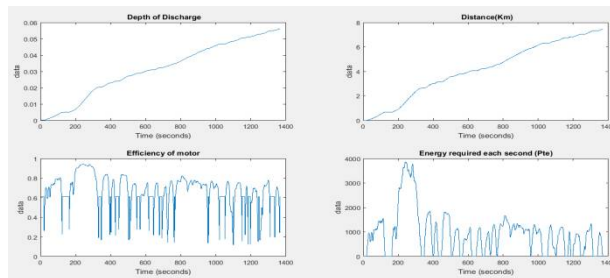 Depth of Discharge
0.06
0.05
0.04
0.03
0.02
0.01
0
data
0 200 400 600 800 1000 1200 1400
Time (seconds)
Distance(Km)
8
6
4
2
0
data
0 200 400 600 800 1000 1200 1400
Time (seconds)
Efficiency of motor
1
0.8
0.6
0.4
0.2
0
data
0 200 400 600 800 1000 1200 1400
Time (seconds)
Energy required each second (Pte)
4000
3000
2000
1000
0
data
0 200 400 600 800 1000 1200 1400
Time (seconds)